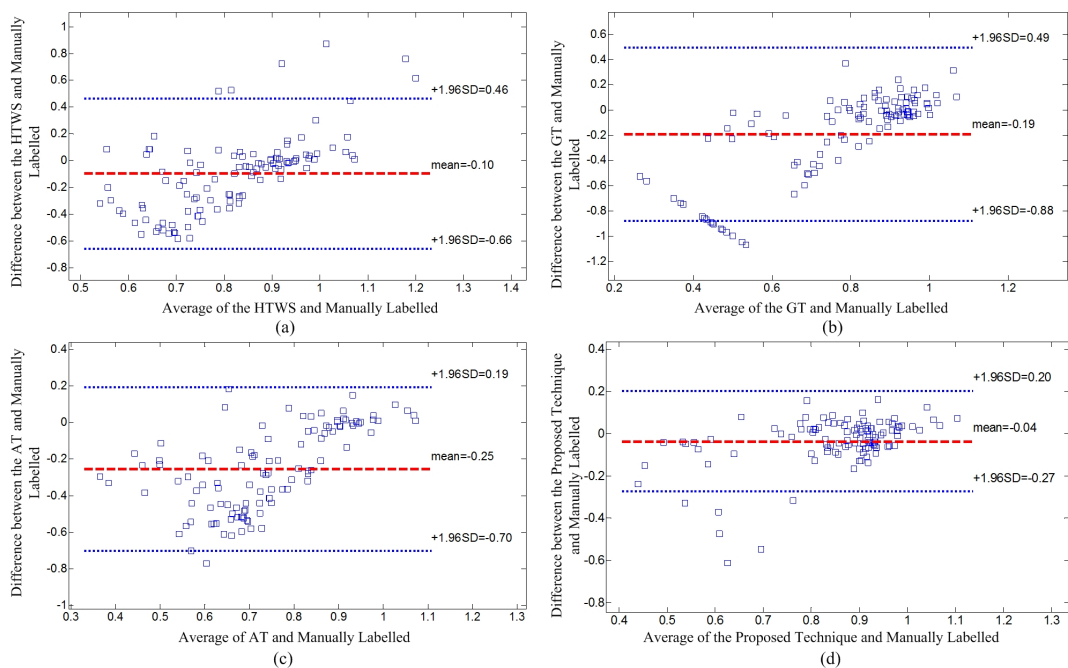 Difference between the HTWS and Manually
Labelled
1
0.8
0.6
0.4
0.2
0
-0.2
-0.4
-0.6
-0.8
+1.96SD=0.46
mean=-0.10
+1.96SD=-0.66
0.5 0.6 0.7 0.8 0.9 1 1.1 1.2 1.3 1.4
Average of the HTWS and Manually Labelled
(a)
Difference between the GT and Manually
Labelled
0.6
0.4
0.2
0
-0.2
-0.4
-0.6
-0.8
-1
-1.2
+1.96SD=0.49
mean=-0.19
+1.96SD=-0.88
0.2 0.4 0.6 0.8 1 1.2
Average of the GT and Manually Labelled
(b)
Difference between the AT and Manually
Labelled
0.4
0.2
0
-0.2
-0.4
-0.6
-0.8
-1
+1.96SD=0.19
mean=-0.25
+1.96SD=-0.70
0.3 0.4 0.5 0.6 0.7 0.8 0.9 1 1.1 1.2 1.3
Average of AT and Manually Labelled
(c)
Difference between the Proposed Technique
and Manually Labelled
0.4
0.2
0
-0.2
-0.4
-0.6
-0.8
+1.96SD=0.20
mean=-0.04
+1.96SD=-0.27
0.4 0.5 0.6 0.7 0.8 0.9 1 1.1 1.2 1.3
Average of the Proposed Technique and Manually Labelled
(d)